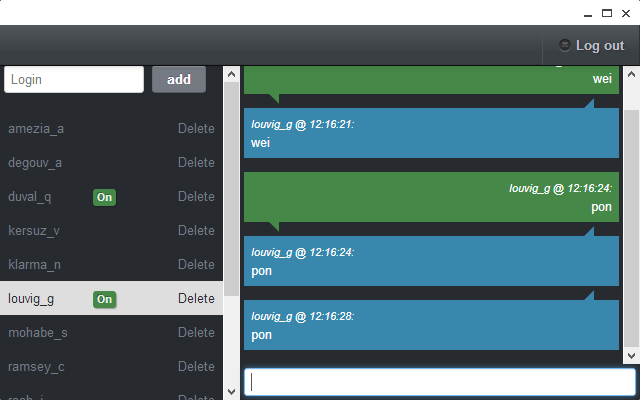 Log out
Login
add
amezia_a Delete
degouv_a Delete
duval_q On Delete
kersuz_v Delete
klarma_n Delete
louvig_g On Delete
mohabe_s Delete
ramsey_c Delete
Delete
wei
louvig_g @ 12:16:21:
wei
louvig_g @ 12:16:24:
pon
louvig_g @ 12:16:24:
pon
louvig_g @ 12:16:28:
pon